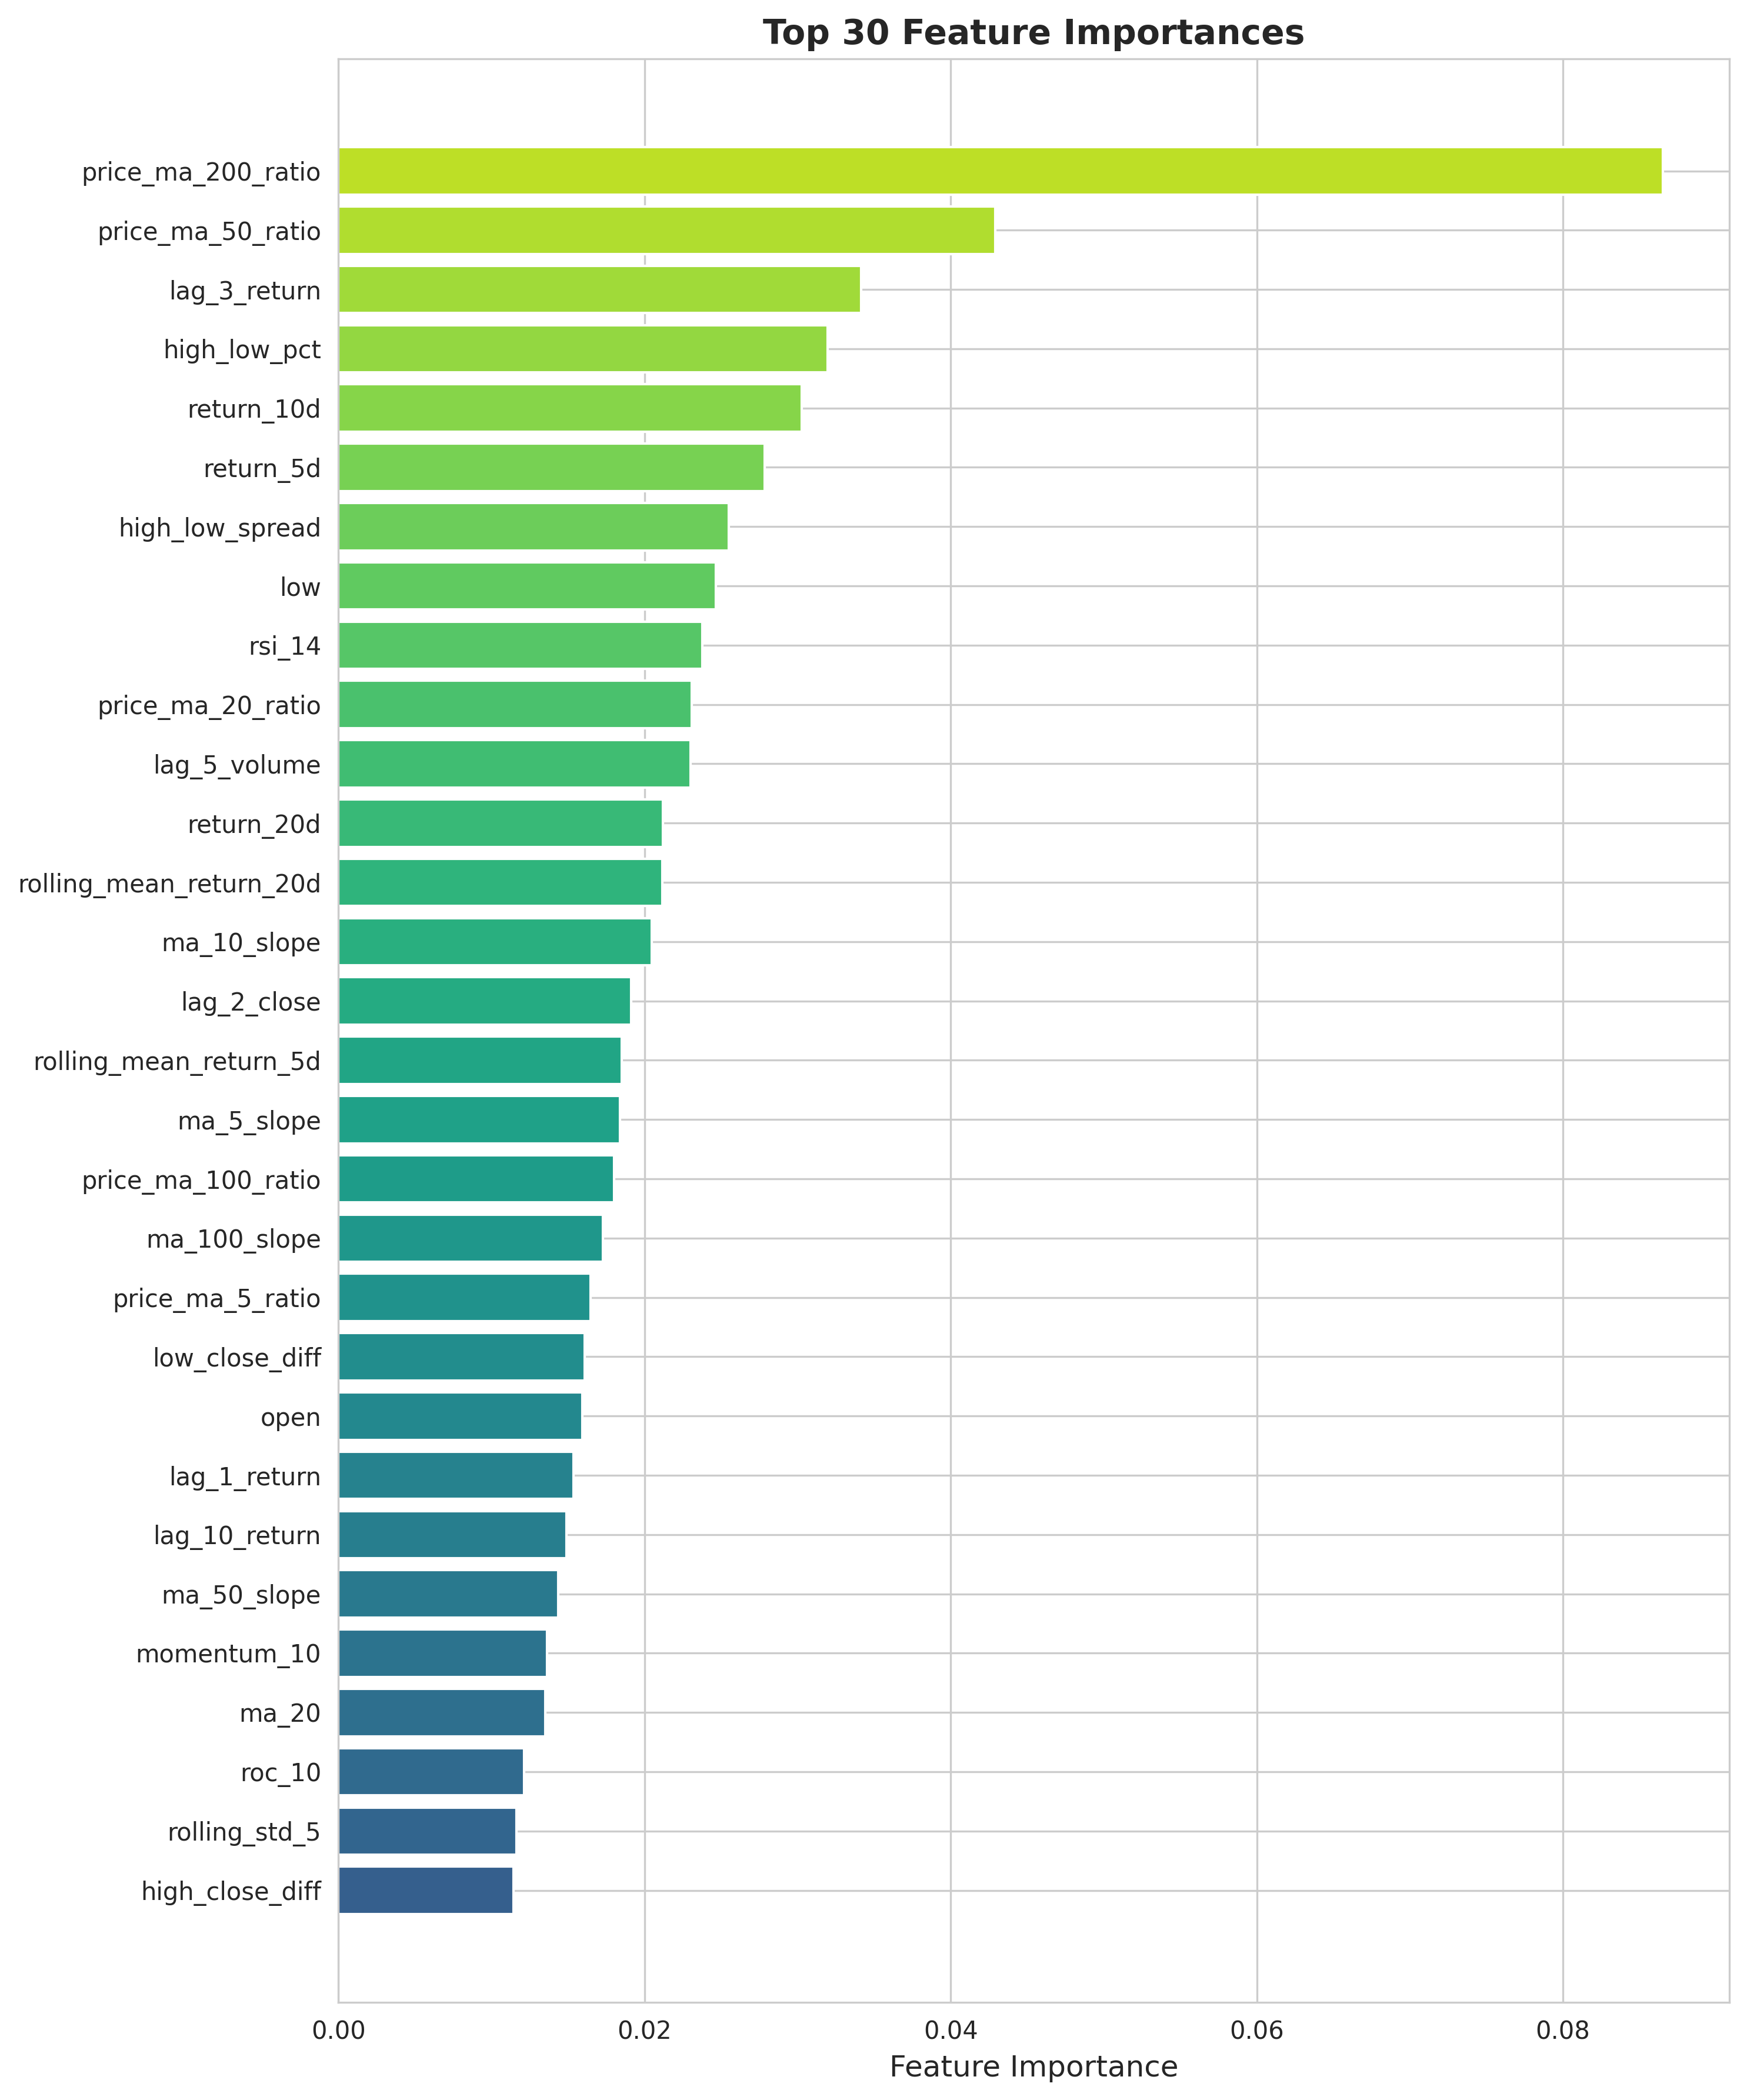 Top 30 Feature Importances
price_ma_200_ratio
price_ma_50_ratio
lag_3_return
high_low_pct
return_10d
return_5d
high_low_spread
low
rsi_14
price_ma_20_ratio
lag_5_volume
return_20d
rolling_mean_return_20d
ma_10_slope
lag_2_close
rolling_mean_return_5d
ma_5_slope
price_ma_100_ratio
ma_100_slope
price_ma_5_ratio
low_close_diff
open
lag_1_return
lag_10_return
ma_50_slope
momentum_10
ma_20
roc_10
rolling_std_5
high_close_diff
0.00 0.02 0.04 0.06 0.08
Feature Importance